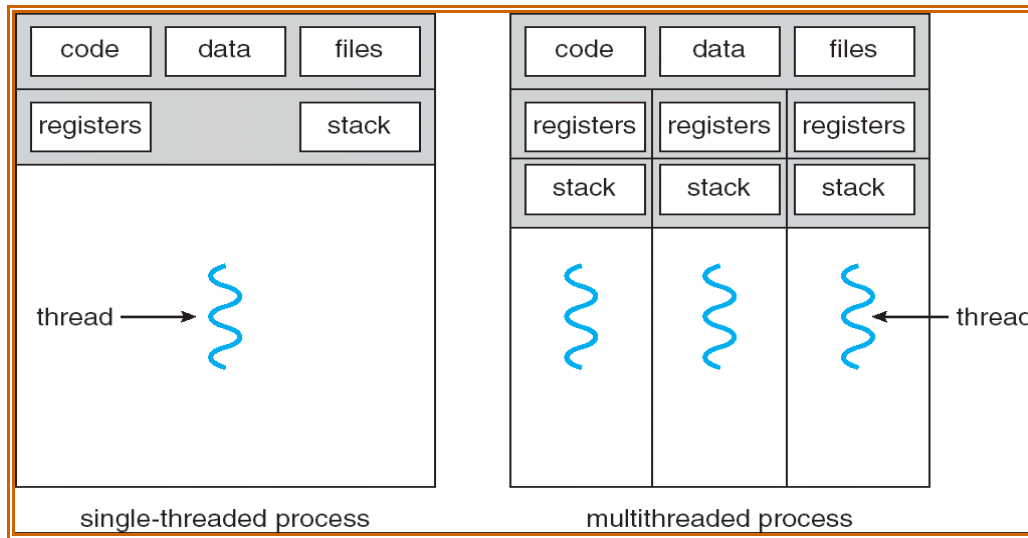 code data files
registers stack
thread
single-threaded process
code data files
registers registers registers
stack stack stack
thread
multithreaded process